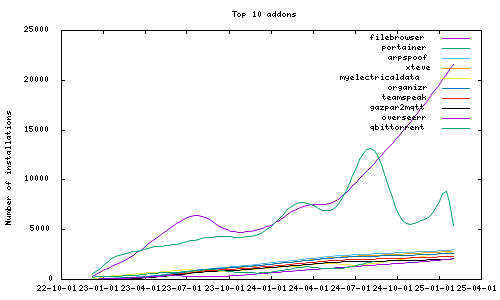 Top 10 addons
25000
20000
15000
10000
5000
0
Number of installations
filebrowser
portainer
arpspoof
xteve
myelectricaldata
organizr
teamspeak
gazpar2mqtt
overseerr
qbittorrent
22-10-01 23-01-01 23-04-01 23-07-01 23-10-01 24-01-01 24-04-01 24-07-01 24-10-01 25-01-01 25-04-01